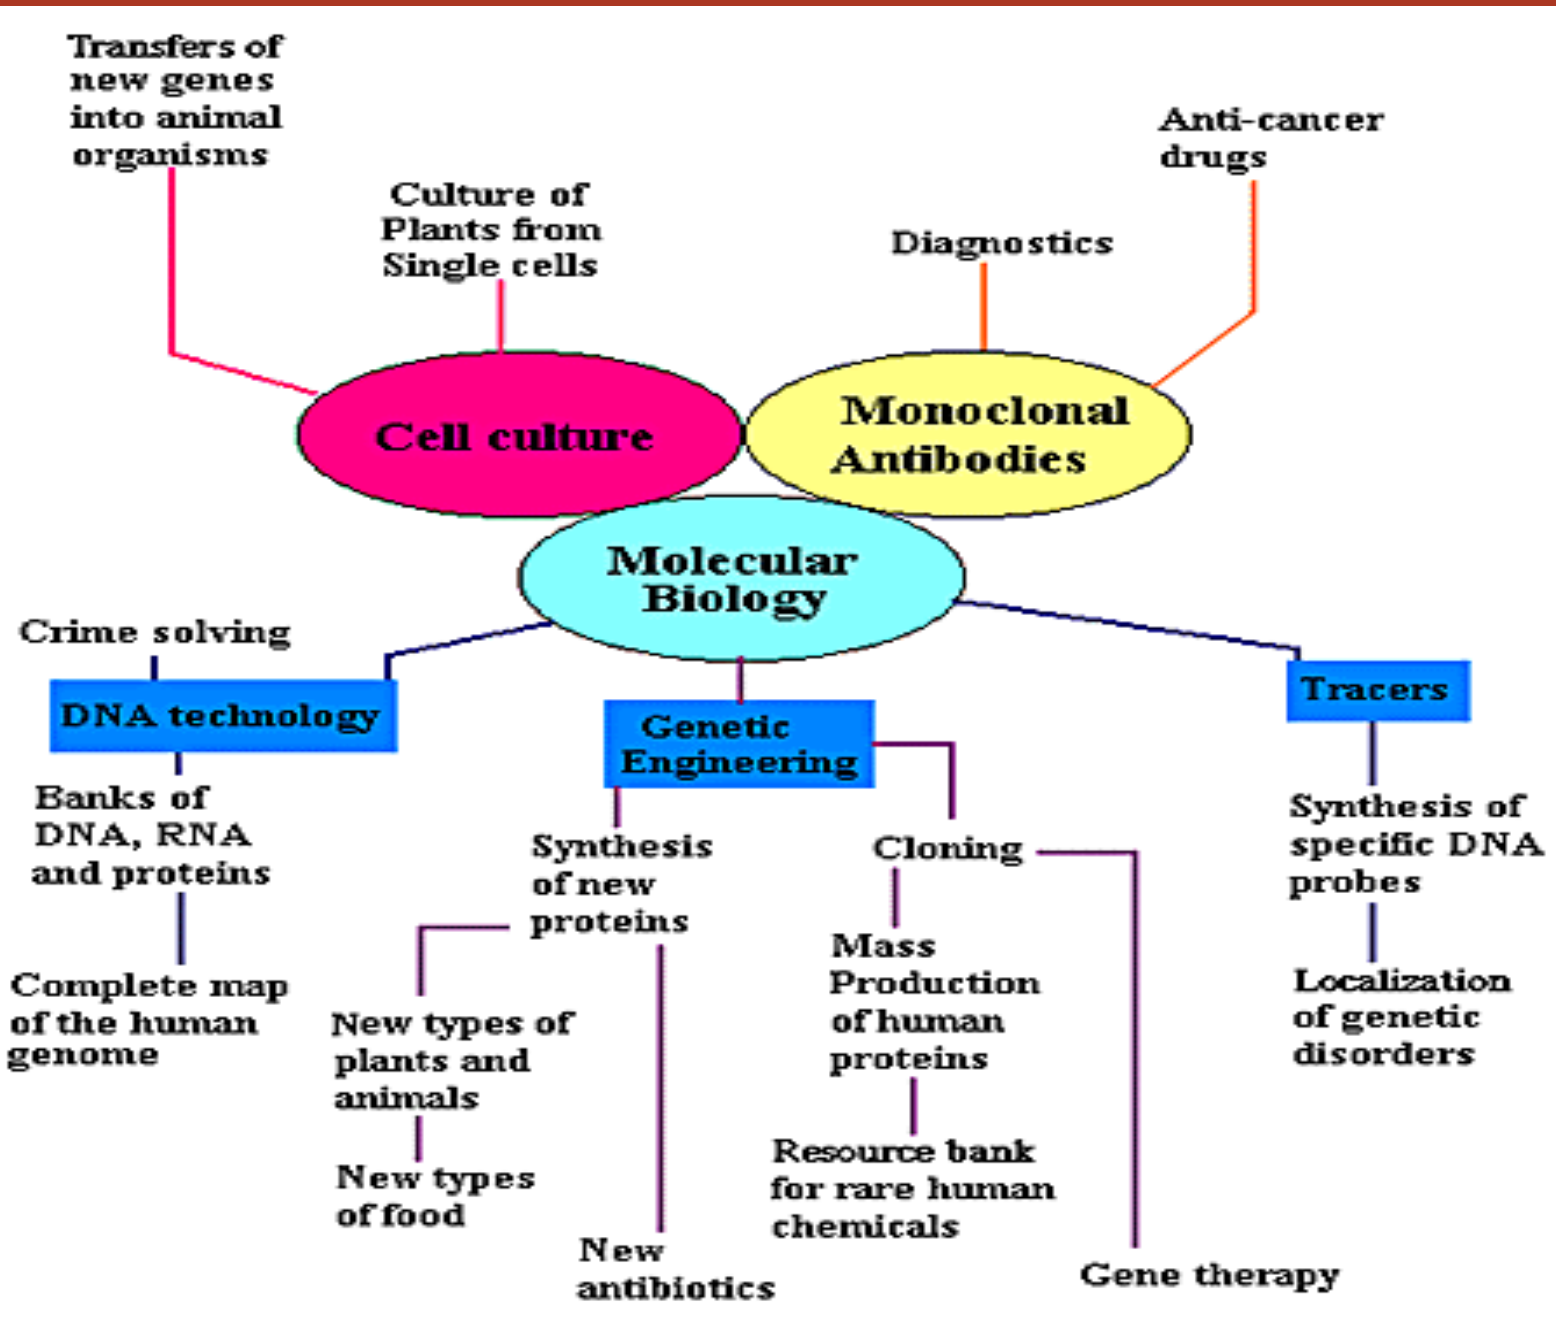 Transfers of
new genes
into animal
organisms
Culture of
Plants from
Single cells
Anti-cancer
drugs
Diagnostics
Cell culture
Monoclonal
Antibodies
Molecular
Biology
Crime solving
DNA technology
Banks of
DNA, RNA
and proteins
Complete map
of the human
genome
Genetic
Engineering
Synthesis
of new
proteins
New types of
plants and
animals
New types
of food
New
antibiotics
Cloning
Mass
Production
of human
proteins
Resource bank
for rare human
chemicals
Gene therapy
Tracers
Synthesis of
specific DNA
probes
Localization
of genetic
disorders